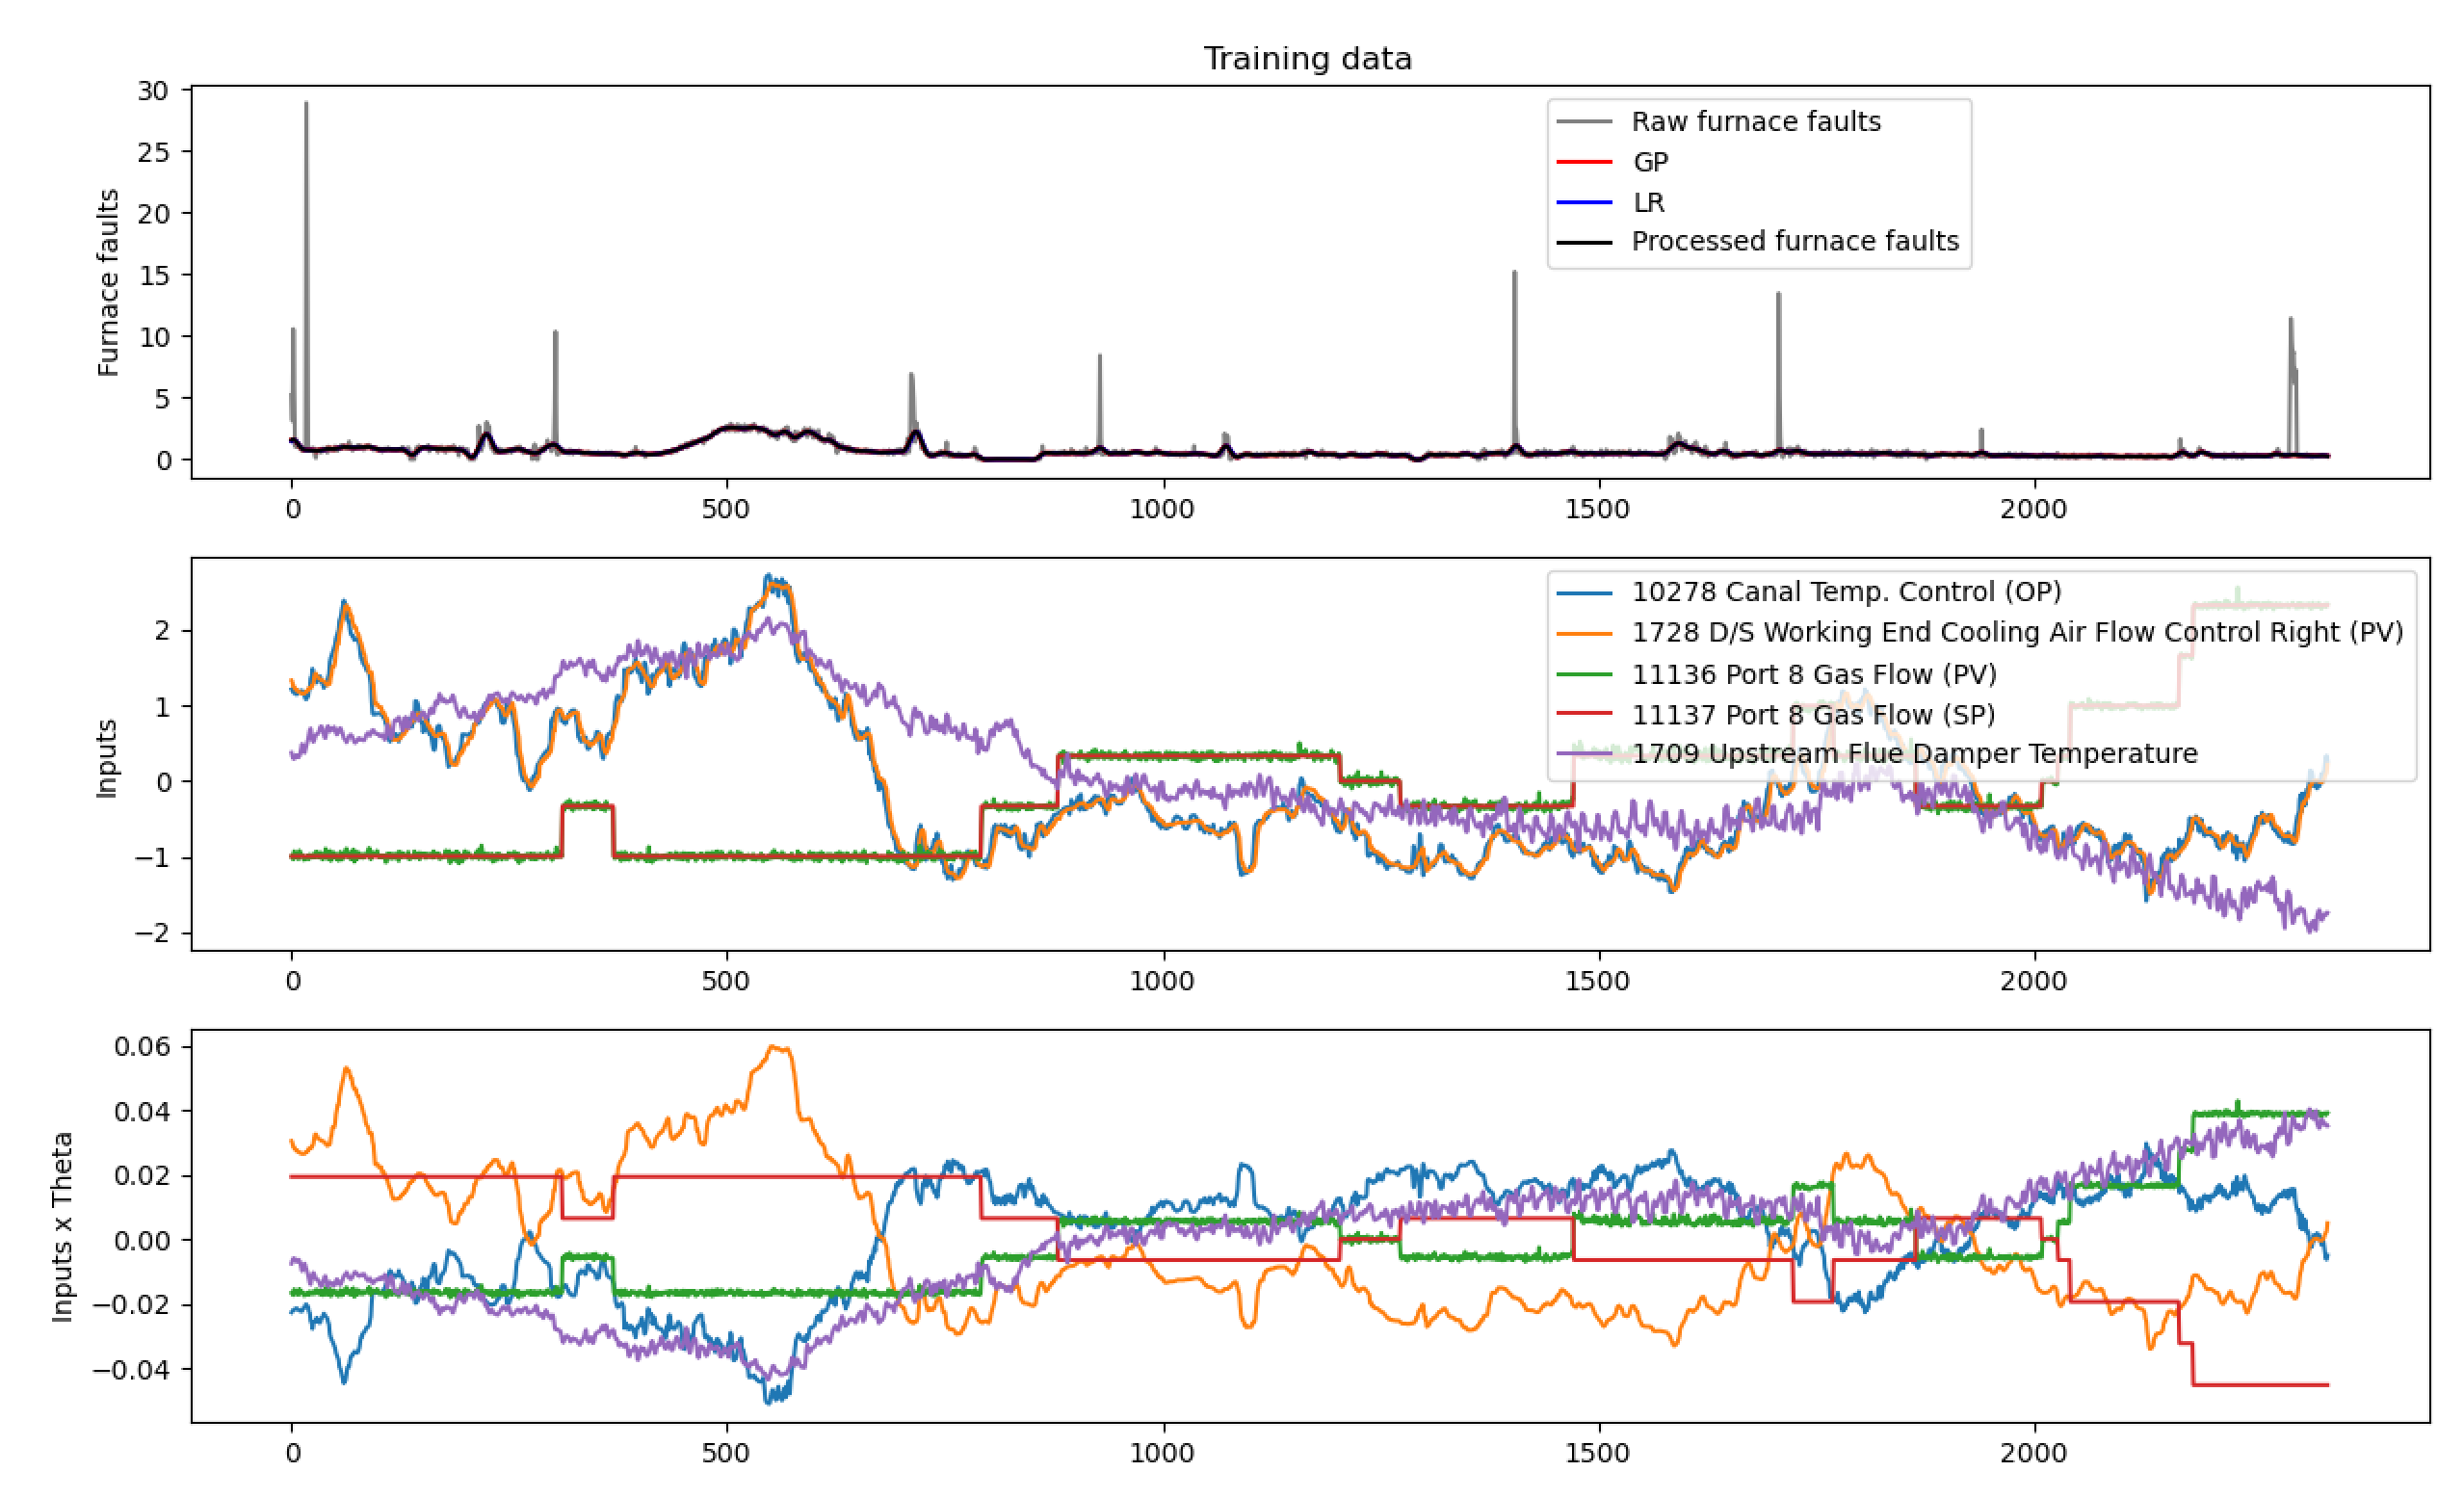 Training data
30
25
20
15
10
5
0
Furnace faults
Raw furnace faults
GP
LR
Processed furnace faults
0 500 1000 1500 2000
2
1
0
−1
−2
Inputs
10278 Canal Temp. Control (OP)
1728 D/S Working End Cooling Air Flow Control Right (PV)
11136 Port 8 Gas Flow (PV)
11137 Port 8 Gas Flow (SP)
1709 Upstream Flue Damper Temperature
0 500 1000 1500 2000
0.06
0.04
0.02
0.00
−0.02
−0.04
Inputs x Theta
0 500 1000 1500 2000